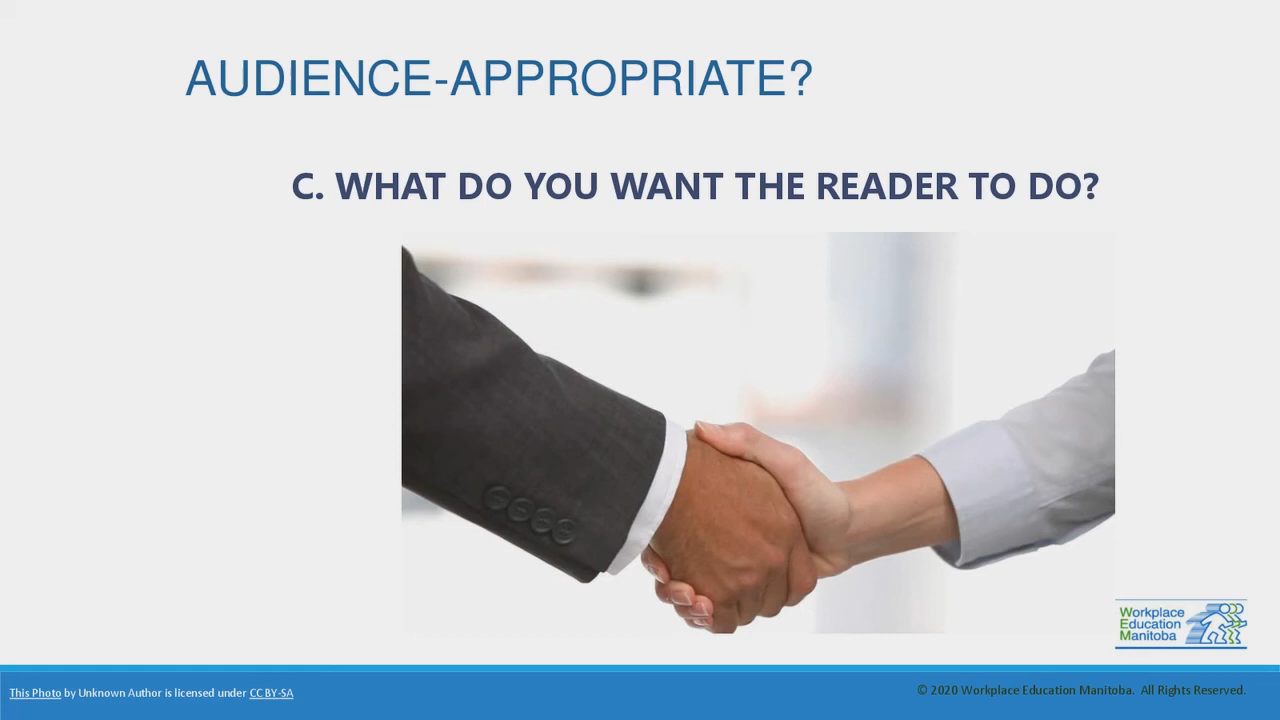 AUDIENCE-APPROPRIATE?
C. WHAT DO YOU WANT THE READER TO DO?
Workplace
Education
Manitoba
This Photo by Unknown Author is licensed under CC BY-SA
© 2020 Workplace Education Manitoba. All Rights Reserved.